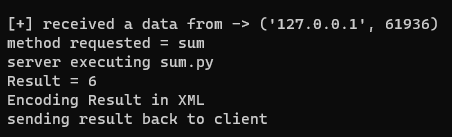 [+] received a data from -> ('127.0.0.1', 61936)
method requested = sum
server executing sum.py
Result = 6
Encoding Result in XML
sending result back to client